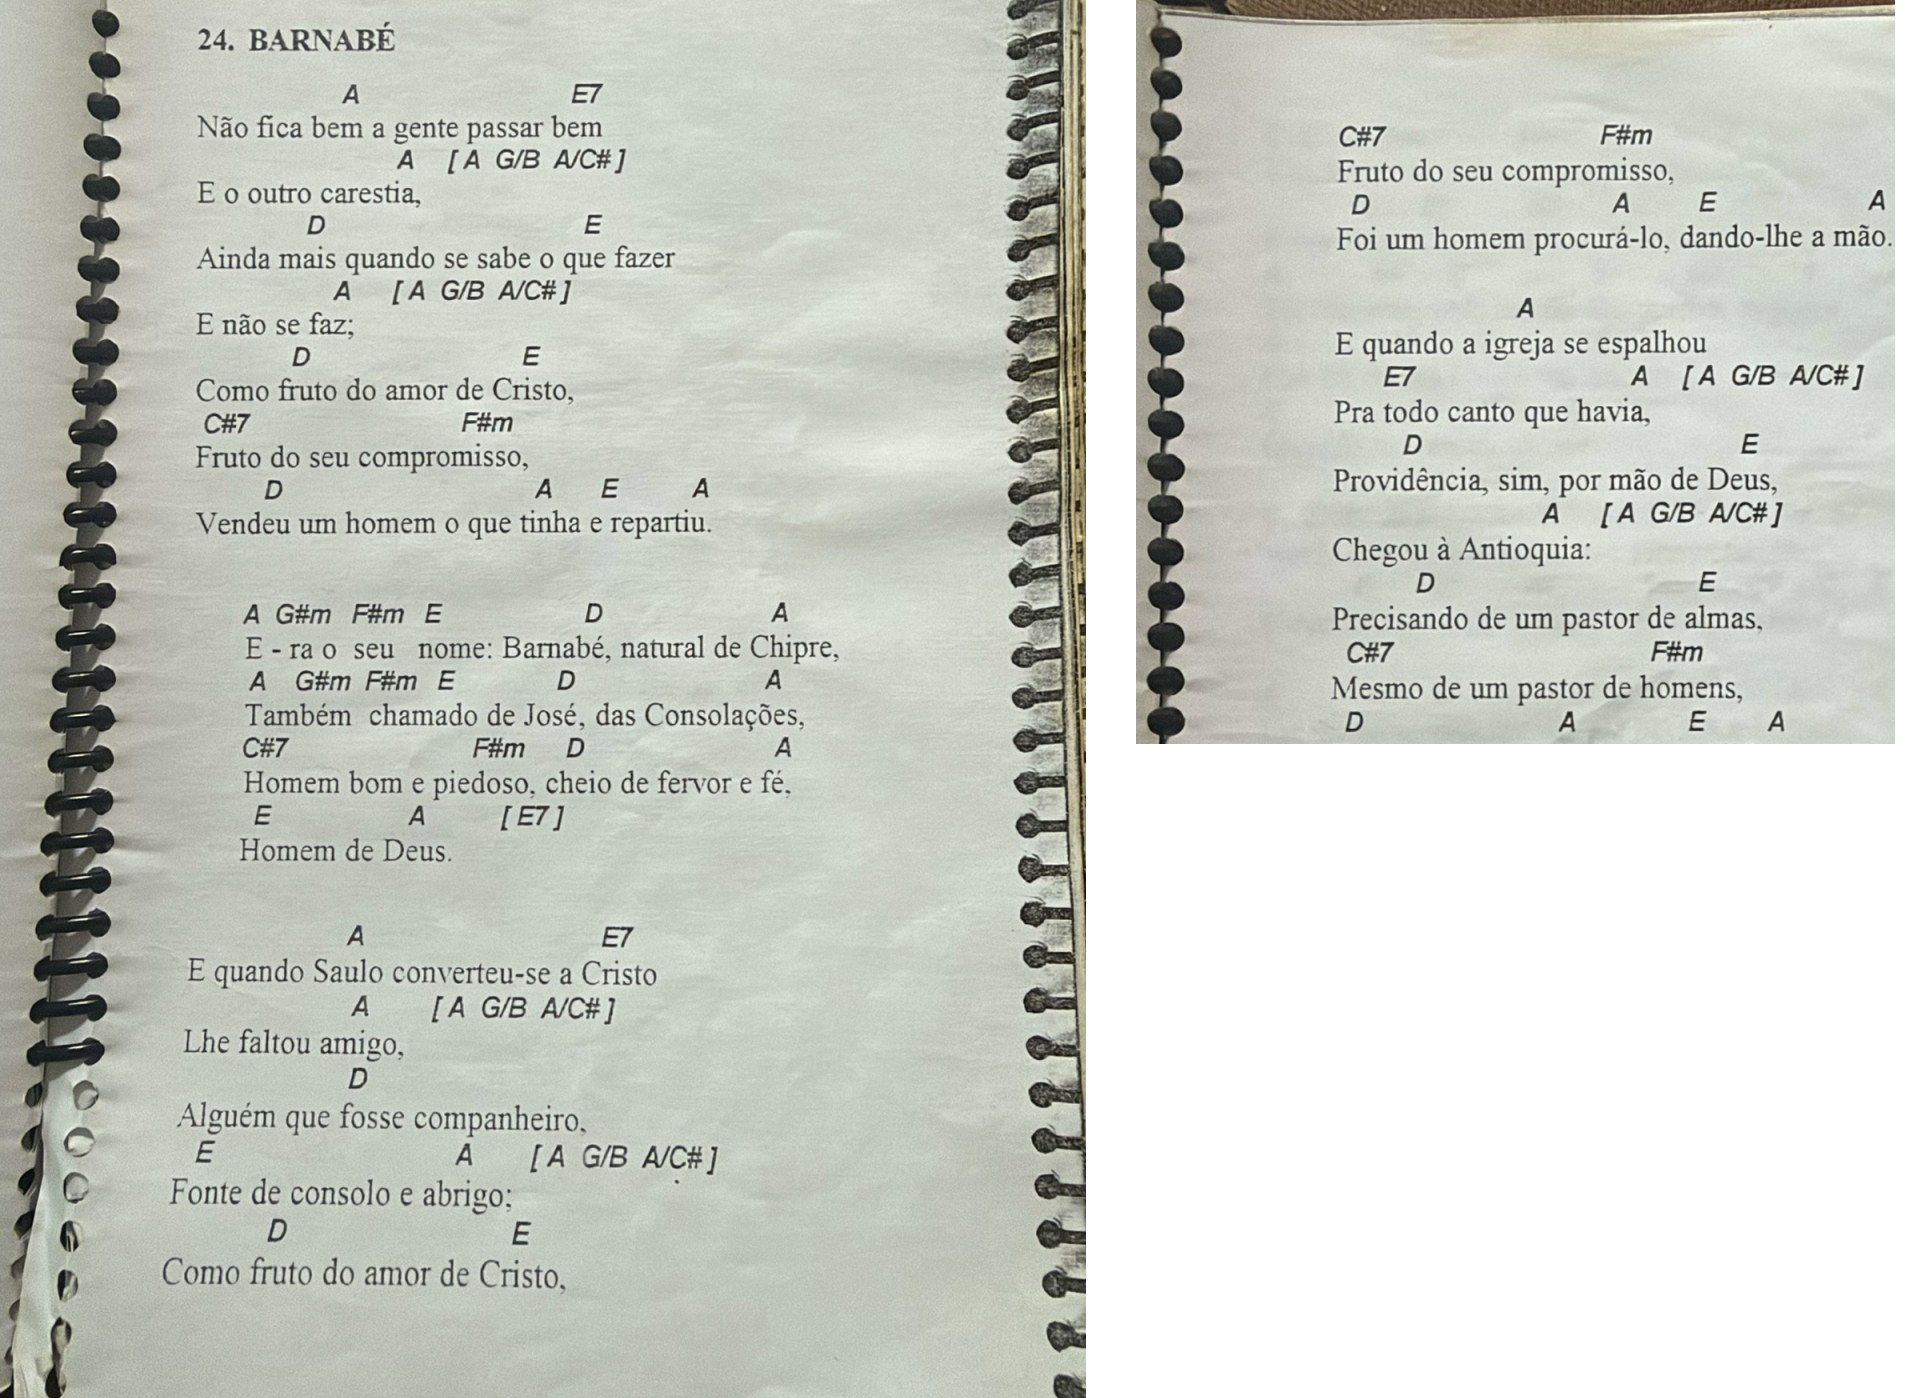 24. BARNABÉ
A E7
Não fica bem a gente passar bem
A [ A G/B A/C# ]
E o outro carestia,
D E
Ainda mais quando se sabe o que fazer
A [ A G/B A/C# ]
E não se faz;
D E
Como fruto do amor de Cristo,
C#7 F#m
Fruto do seu compromisso,
D A E A
Vendeu um homem o que tinha e repartiu.
A G#m F#m E D A
E - ra o seu nome: Barnabé, natural de Chipre,
A G#m F#m E D A
Também chamado de José, das Consolações,
C#7 F#m D A
Homem bom e piedoso, cheio de fervor e fé,
E A [ E7 ]
Homem de Deus.
A E7
E quando Saulo converteu-se a Cristo
A [ A G/B A/C# ]
Lhe faltou amigo,
D
Alguém que fosse companheiro,
E A [ A G/B A/C# ]
Fonte de consolo e abrigo;
D E
Como fruto do amor de Cristo,
C#7 F#m
Fruto do seu compromisso,
D A E A
Foi um homem procurá-lo, dando-lhe a mão.
A
E quando a igreja se espalhou
E7 A [ A G/B A/C# ]
Pra todo canto que havia,
D E
Providência, sim, por mão de Deus,
A [ A G/B A/C# ]
Chegou à Antioquia:
D E
Precisando de um pastor de almas,
C#7 F#m
Mesmo de um pastor de homens,
D A E A